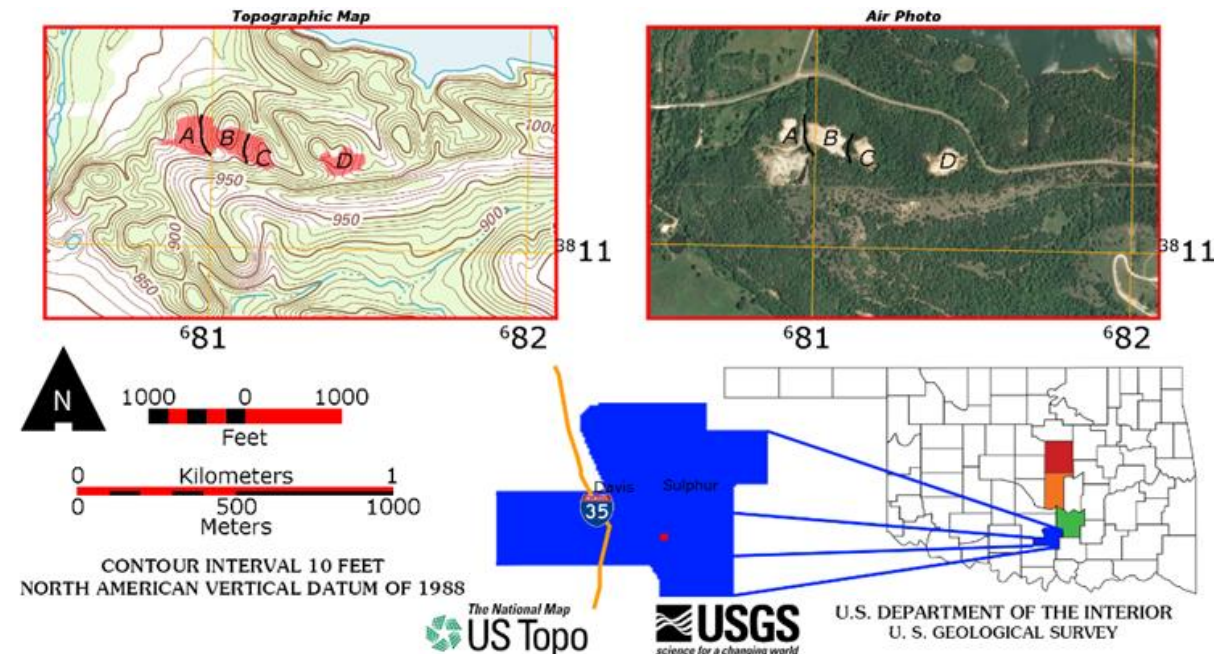 Topographic Map
Air Photo
A
B
C
D
1000
950
950
900
900
850
3811
681
682
A
B
C
D
3811
681
682
N
1000 0 1000
Feet
0 Kilometers 1
0 500 1000
Meters
CONTOUR INTERVAL 10 FEET
NORTH AMERICAN VERTICAL DATUM OF 1988
Davis
Sulphur
35
The National Map
US Topo
USGS
science for a changing world
U.S. DEPARTMENT OF THE INTERIOR
U. S. GEOLOGICAL SURVEY